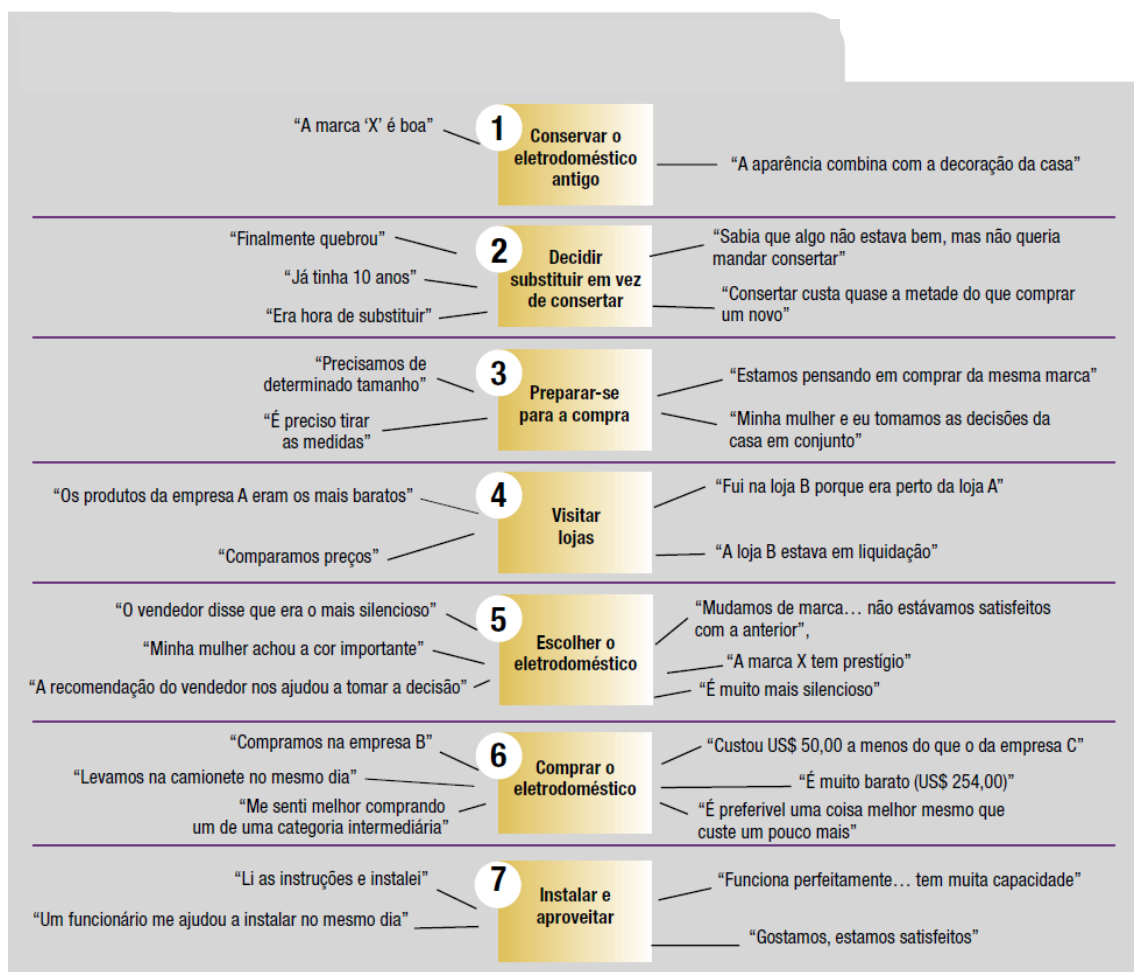 “A marca ‘X’ é boa”
1
Conservar o
eletrodoméstico
antigo
“A aparência combina com a decoração da casa”
“Finalmente quebrou”
“Já tinha 10 anos”
“Era hora de substituir”
2
Decidir
substituir em vez
de consertar
“Sabia que algo não estava bem, mas não queria
mandar consertar”
“Consertar custa quase a metade do que comprar
um novo”
“Precisamos de
determinado tamanho”
“É preciso tirar
as medidas”
3
Preparar-se
para a compra
“Estamos pensando em comprar da mesma marca”
“Minha mulher e eu tomamos as decisões da
casa em conjunto”
“Os produtos da empresa A eram os mais baratos”
“Comparamos preços”
4
Visitar
lojas
“Fui na loja B porque era perto da loja A”
“A loja B estava em liquidação”
“O vendedor disse que era o mais silencioso”
“Minha mulher achou a cor importante”
“A recomendação do vendedor nos ajudou a tomar a decisão”
5
Escolher o
eletrodoméstico
“Mudamos de marca… não estávamos satisfeitos
com a anterior”,
“A marca X tem prestígio”
“É muito mais silencioso”
“Compramos na empresa B”
“Levamos na camionete no mesmo dia”
“Me senti melhor comprando
um de uma categoria intermediária”
6
Comprar o
eletrodoméstico
“Custou US$ 50,00 a menos do que o da empresa C”
“É muito barato (US$ 254,00)”
“É preferivel uma coisa melhor mesmo que
custe um pouco mais”
“Li as instruções e instalei”
“Um funcionário me ajudou a instalar no mesmo dia”
7
Instalar e
aproveitar
“Funciona perfeitamente… tem muita capacidade”
“Gostamos, estamos satisfeitos”